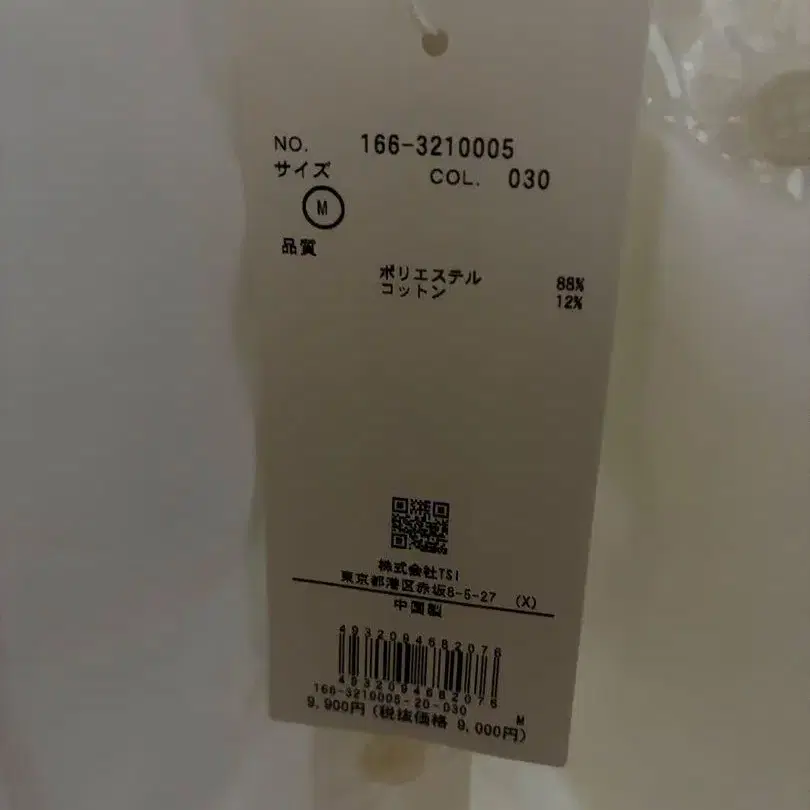 NO. 166-3210005
サイズ COL. 030
M
品質
ポリエステル 88%
コットン 12%
株式会社TSI
東京都港区赤坂8-5-27 (X)
中国製
4932094682076
4932094682076
166-3210005-20-030 M
9,900円 (税抜価格 9,000円)